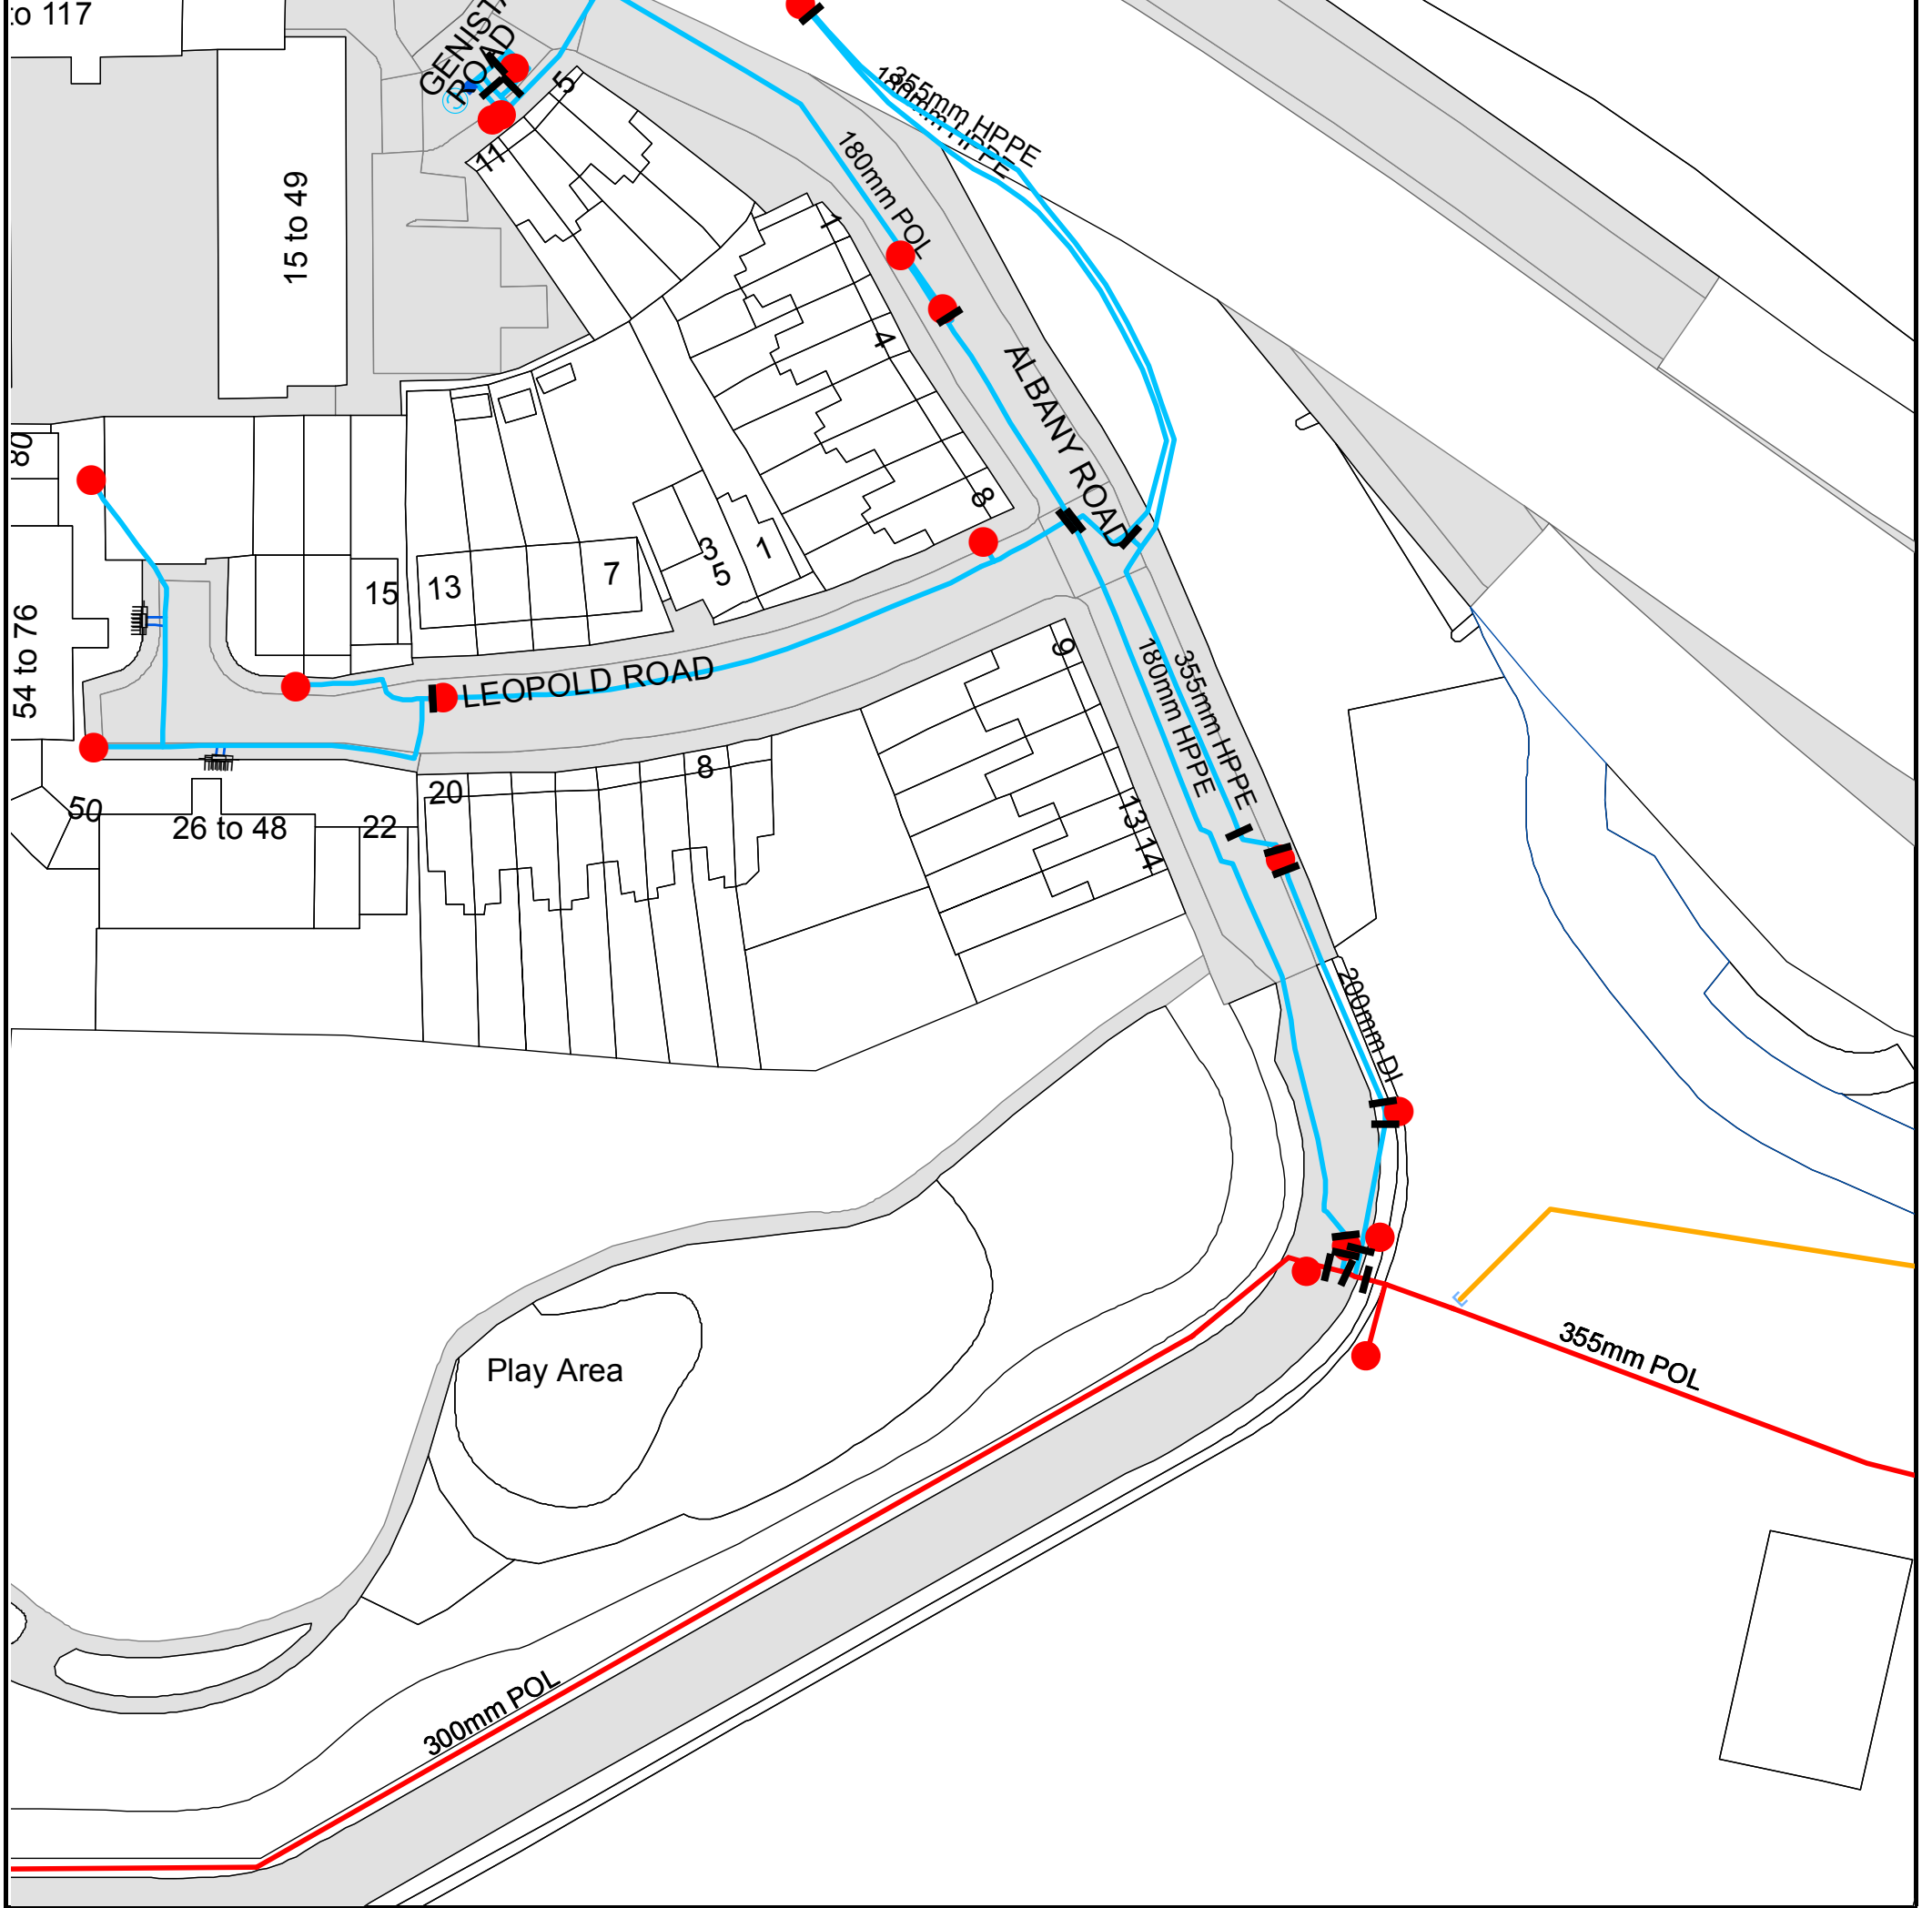 to 117
GENISTA
ROAD
5
11
15 to 49
355mm HPPE
180mm HPPE
180mm POL
1
4
8
ALBANY ROAD
80
54 to 76
15
13
7
3
5
1
LEOPOLD ROAD
9
180mm HPPE
355mm HPPE
13
14
8
20
50
26 to 48
22
200mm DI
Play Area
355mm POL
300mm POL